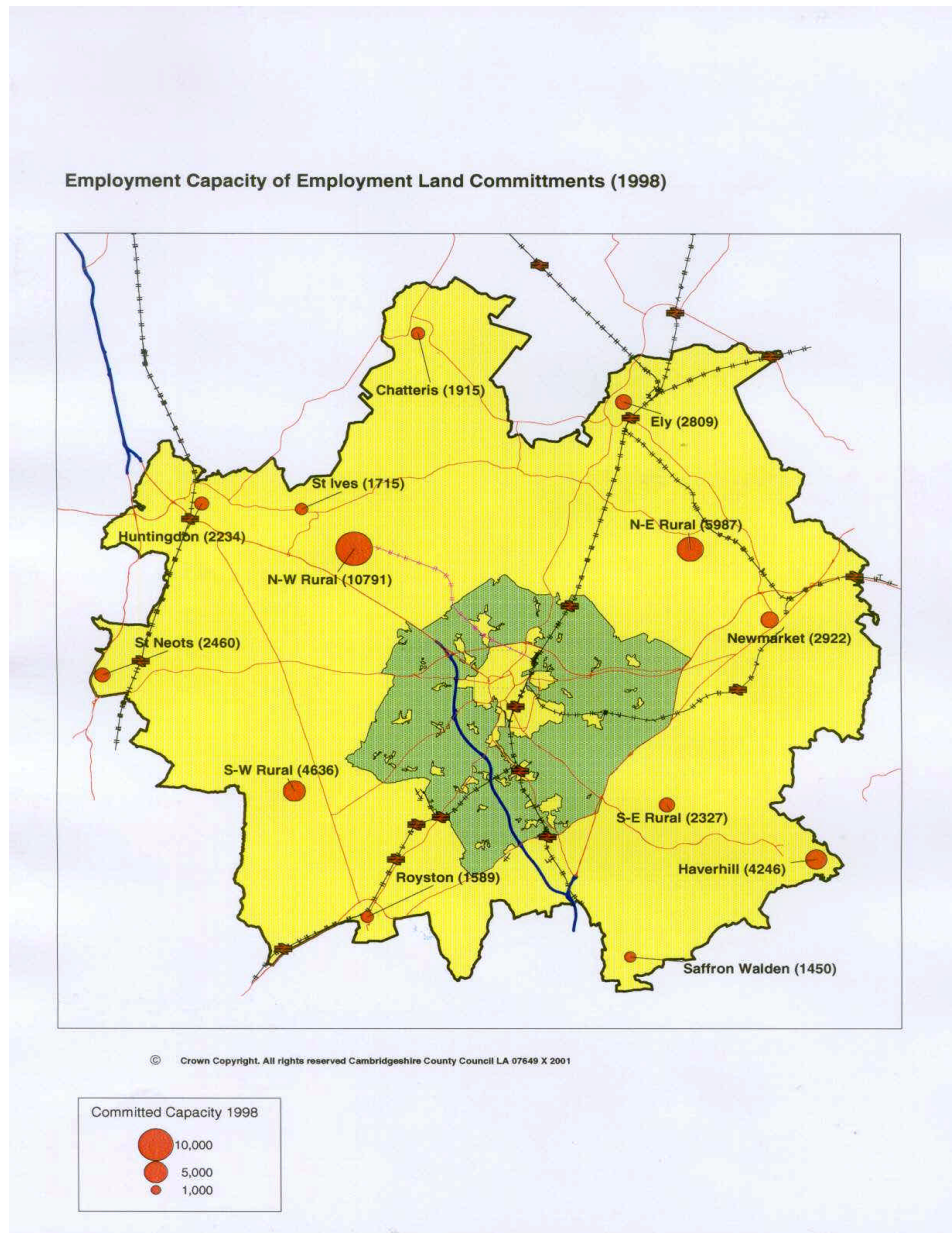 Employment Capacity of Employment Land Committments (1998)
Chatteris (1915)
Ely (2809)
St Ives (1715)
Huntingdon (2234)
N-E Rural (5987)
N-W Rural (10791)
St Neots (2460)
Newmarket (2922)
S-W Rural (4636)
S-E Rural (2327)
Haverhill (4246)
Royston (1589)
Saffron Walden (1450)
© Crown Copyright. All rights reserved Cambridgeshire County Council LA 07649 X 2001
Committed Capacity 1998
10,000
5,000
1,000